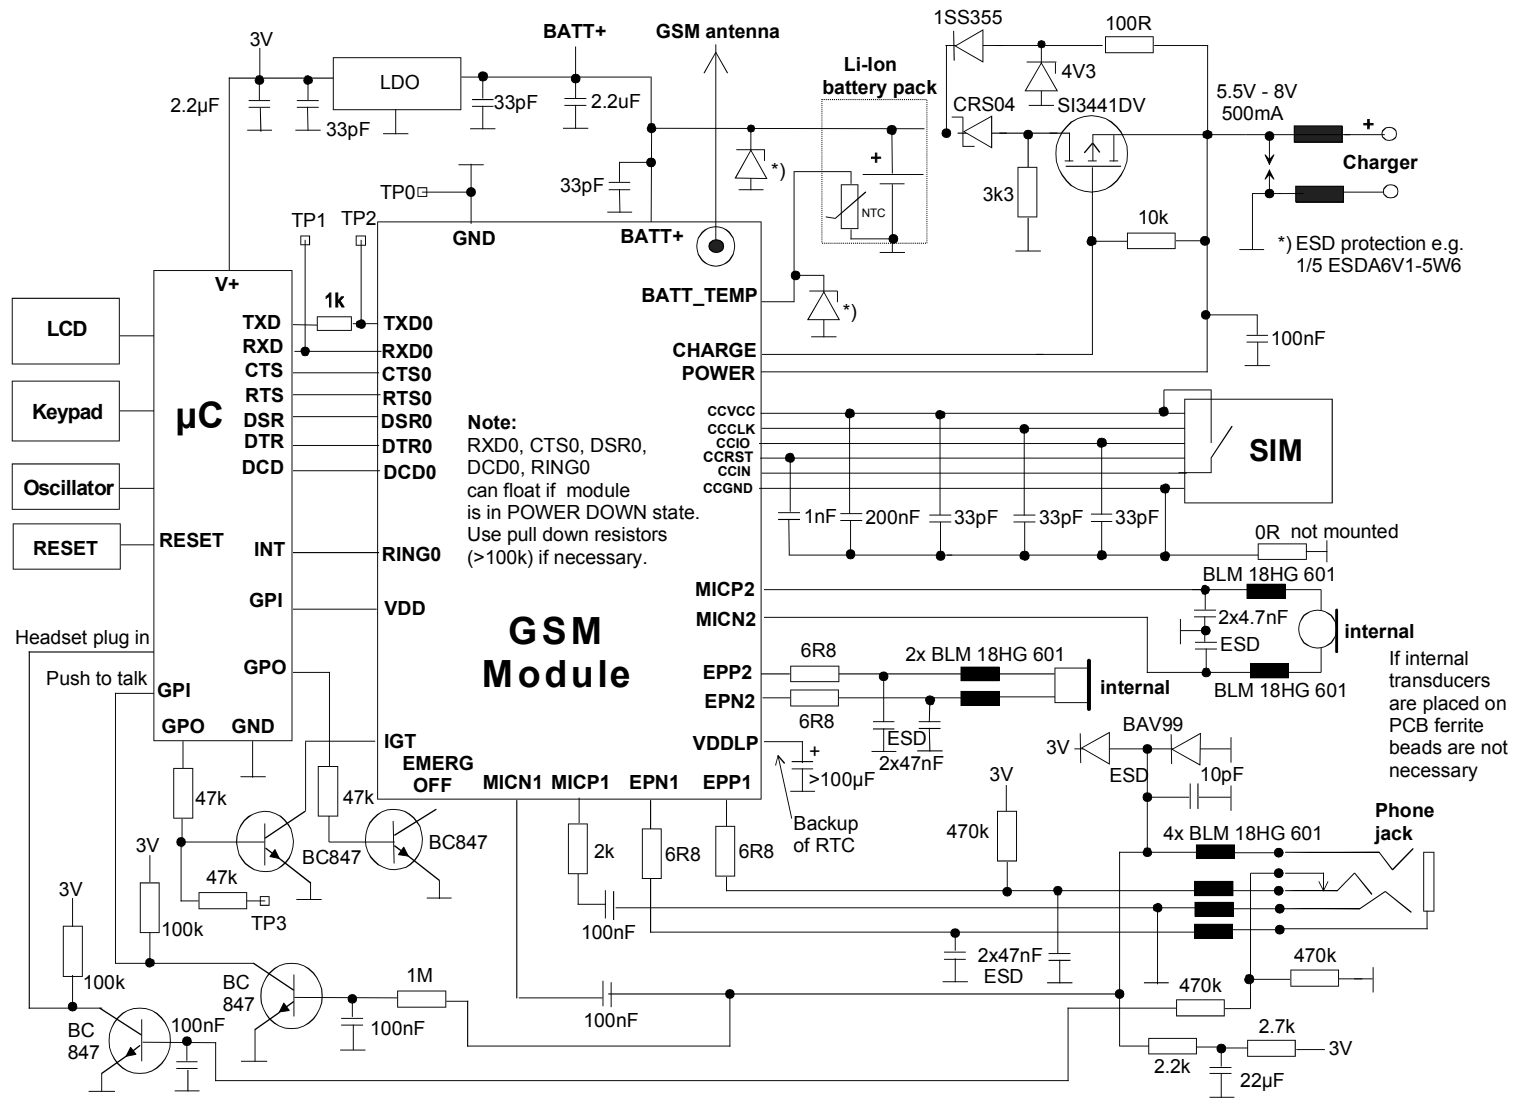 1SS355
100R
BATT+
GSM antenna
3V
LDO
Li-Ion
battery pack
4V3
5.5V - 8V
500mA
2.2µF
33pF
33pF
2.2uF
CRS04
SI3441DV
+
+
Charger
*)
33pF
TP0
3k3
NTC
10k
TP1
TP2
GND
BATT+
*) ESD protection e.g.
1/5 ESDA6V1-5W6
V+
1k
BATT_TEMP
*)
LCD
TXD
TXD0
RXD
RXD0
CHARGE
100nF
CTS
CTS0
POWER
RTS
RTS0
Keypad
µC
DSR
DSR0
CCVCC
CCCLK
DTR
DTR0
CCIO
SIM
CCRST
DCD
DCD0
CCIN
CCGND
Note:
RXD0, CTS0, DSR0,
DCD0, RING0
can float if module
is in POWER DOWN state.
Use pull down resistors
(>100k) if necessary.
Oscillator
1nF
200nF
33pF
33pF
33pF
RESET
RESET
INT
RING0
0R not mounted
BLM 18HG 601
MICP2
GPI
VDD
MICN2
2x4.7nF
ESD
internal
GSM
Module
Headset plug in
Push to talk
GPI
GPO
6R8
2x BLM 18HG 601
BLM 18HG 601
EPP2
internal
EPN2
6R8
If internal
transducers
are placed on
PCB ferrite
beads are not
necessary
GPO
GND
IGT
VDDLP
ESD
2x47nF
3V
BAV99
ESD
EMERG
OFF
MICN1
MICP1
EPN1
EPP1
+
>100µF
3V
10pF
47k
47k
Backup
of RTC
470k
Phone
jack
4x BLM 18HG 601
3V
BC847
BC847
2k
6R8
6R8
47k
TP3
3V
100k
100nF
2x47nF
ESD
470k
100k
BC
847
1M
470k
100nF
100nF
100nF
BC
847
2.7k
3V
2.2k
22µF